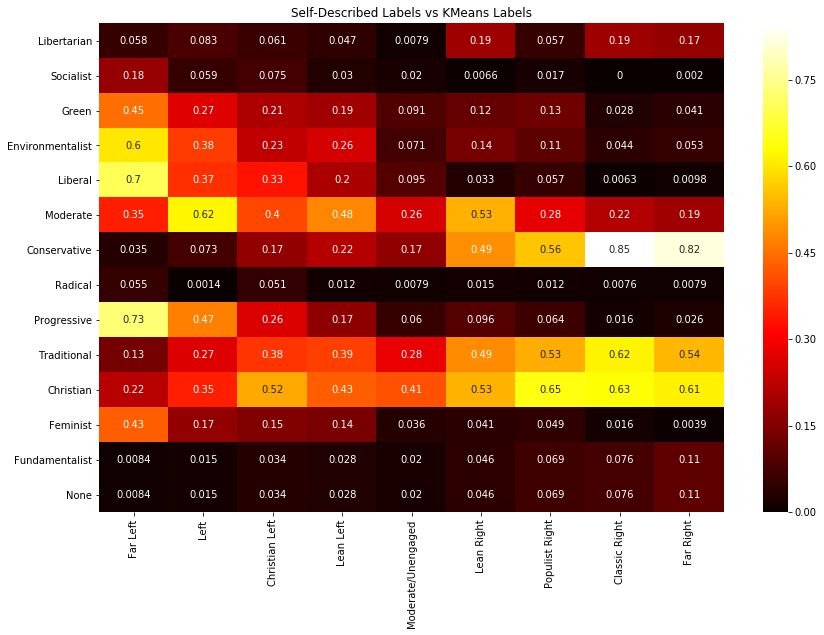 Self-Described Labels vs KMeans Labels
Libertarian 0.058 0.083 0.061 0.047 0.0079 0.19 0.057 0.19 0.17
Socialist 0.18 0.059 0.075 0.03 0.02 0.0066 0.017 0 0.002
Green 0.45 0.27 0.21 0.19 0.091 0.12 0.13 0.028 0.041
Environmentalist 0.6 0.38 0.23 0.26 0.071 0.14 0.11 0.044 0.053
Liberal 0.7 0.37 0.33 0.2 0.095 0.033 0.057 0.0063 0.0098
Moderate 0.35 0.62 0.4 0.48 0.26 0.53 0.28 0.22 0.19
Conservative 0.035 0.073 0.17 0.22 0.17 0.49 0.56 0.85 0.82
Radical 0.055 0.0014 0.051 0.012 0.0079 0.015 0.012 0.0076 0.0079
Progressive 0.73 0.47 0.26 0.17 0.06 0.096 0.064 0.016 0.026
Traditional 0.13 0.27 0.38 0.39 0.28 0.49 0.53 0.62 0.54
Christian 0.22 0.35 0.52 0.43 0.41 0.53 0.65 0.63 0.61
Feminist 0.43 0.17 0.15 0.14 0.036 0.041 0.049 0.016 0.0039
Fundamentalist 0.0084 0.015 0.034 0.028 0.02 0.046 0.069 0.076 0.11
None 0.0084 0.015 0.034 0.028 0.02 0.046 0.069 0.076 0.11
Far Left
Left
Christian Left
Lean Left
Moderate/Unengaged
Lean Right
Populist Right
Classic Right
Far Right
0.75
0.60
0.45
0.30
0.15
0.00